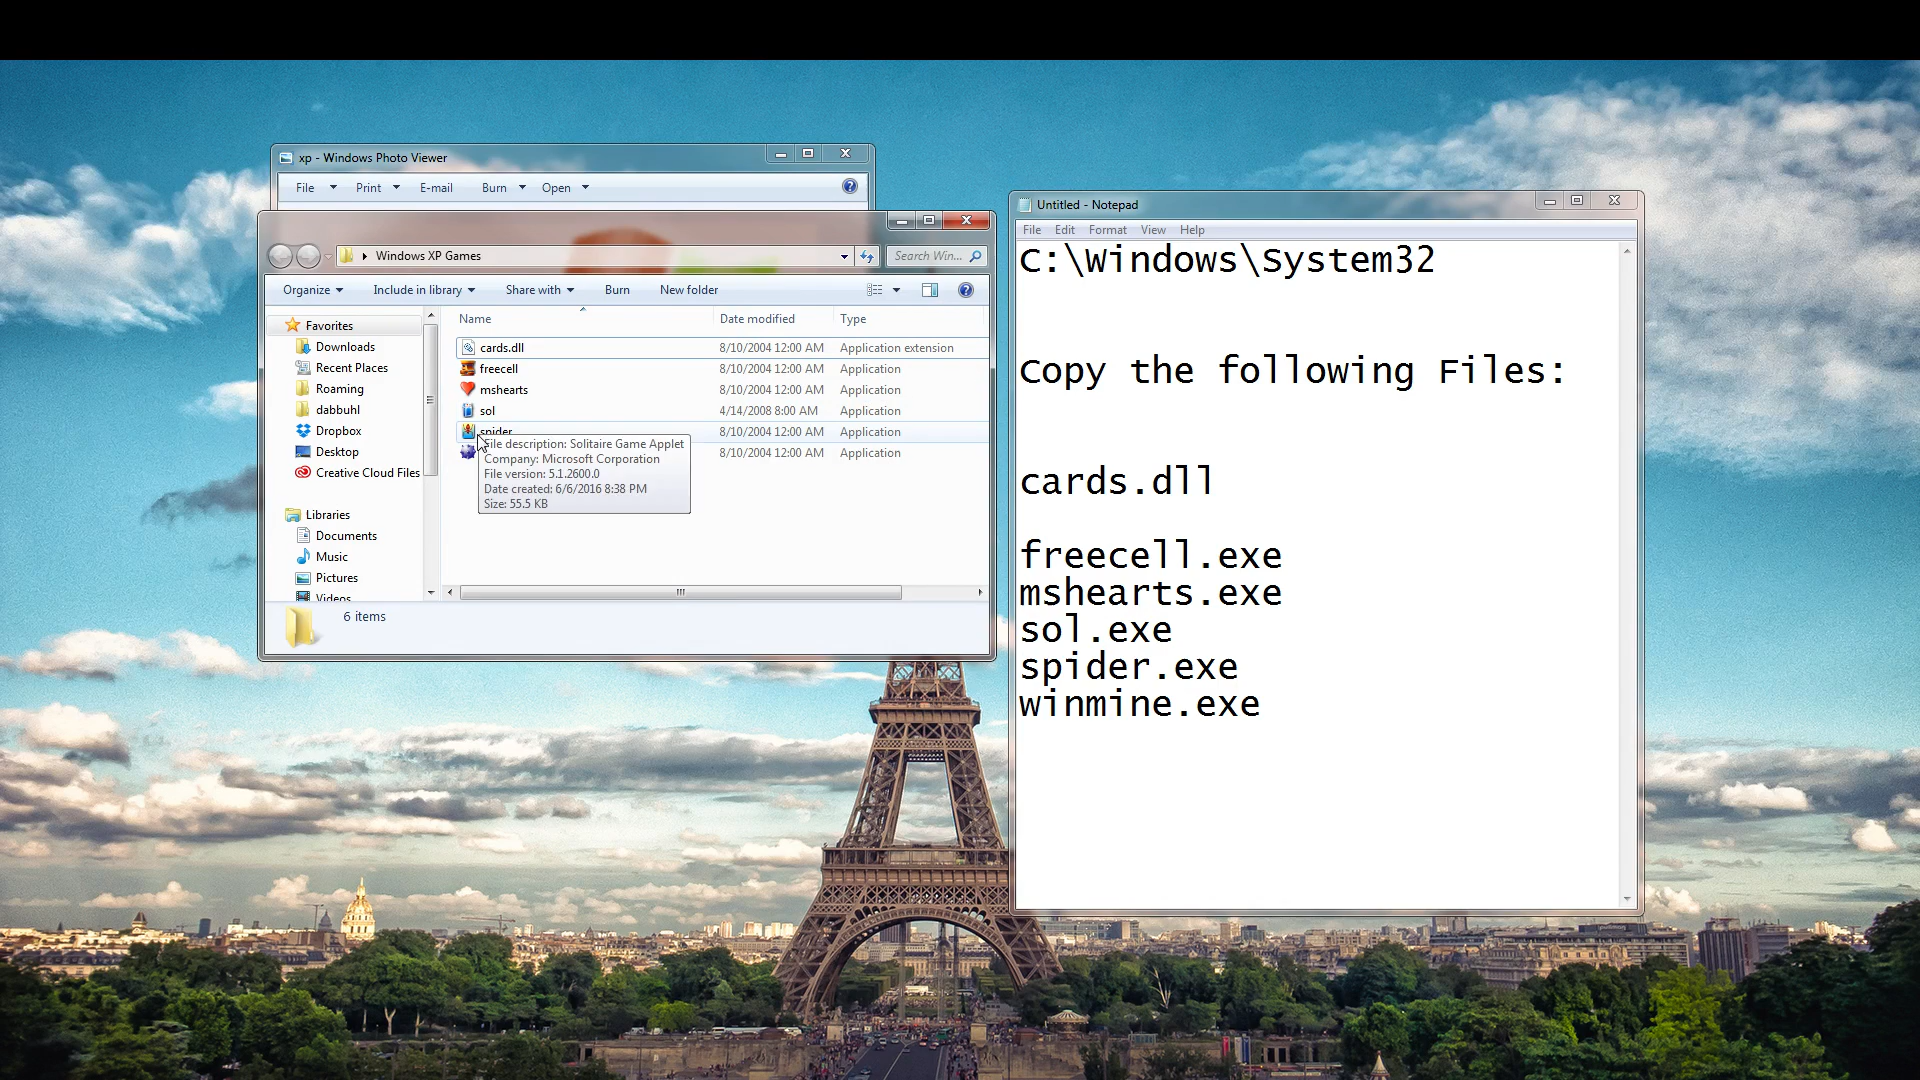 xp - Windows Photo Viewer
File Print E-mail Burn Open
Windows XP Games
Search Win...
Organize Include in library Share with Burn New folder
Name Date modified Type
Favorites
Downloads
Recent Places
Roaming
dabbuhl
Dropbox
Desktop
Creative Cloud Files
Libraries
Documents
Music
Pictures
Videos
cards.dll 8/10/2004 12:00 AM Application extension
freecell 8/10/2004 12:00 AM Application
mshearts 8/10/2004 12:00 AM Application
sol 4/14/2008 8:00 AM Application
spider 8/10/2004 12:00 AM Application
8/10/2004 12:00 AM Application
File description: Solitaire Game Applet
Company: Microsoft Corporation
File version: 5.1.2600.0
Date created: 6/6/2016 8:38 PM
Size: 55.5 KB
6 items
Untitled - Notepad
File Edit Format View Help
C:\Windows\System32
Copy the following Files:
cards.dll
freecell.exe
mshearts.exe
sol.exe
spider.exe
winmine.exe